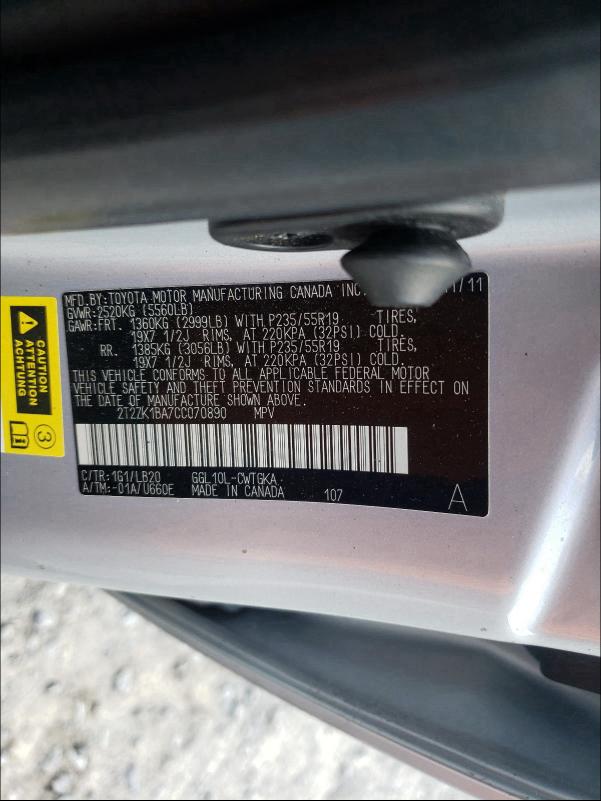 MFD.BY:TOYOTA MOTOR MANUFACTURING CANADA INC. 11
GVWR:2520KG (5560LB)
GAWR:FRT. 1360KG (2999LB) WITH P235/55R19 TIRES,
19X7 1/2J RIMS, AT 220KPA (32PSI) COLD.
RR. 1385KG (3056LB) WITH P235/55R19 TIRES,
19X7 1/2J RIMS, AT 220KPA (32PSI) COLD.
THIS VEHICLE CONFORMS TO ALL APPLICABLE FEDERAL MOTOR
VEHICLE SAFETY AND THEFT PREVENTION STANDARDS IN EFFECT ON
THE DATE OF MANUFACTURE SHOWN ABOVE.
2T2ZK1BA7CC070890 MPV
C/TR:1G1/LB20 GGL10L-CWTGKA
A/TM:-01A/U660E MADE IN CANADA 107 A
CAUTION
ATTENTION
ACHTUNG
3